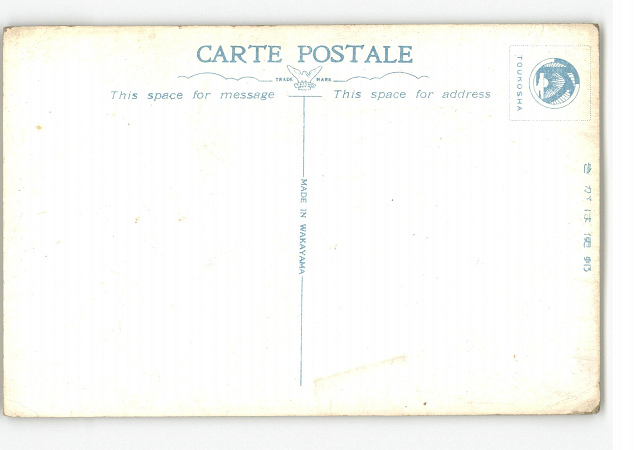 CARTE POSTALE
TRADE MARK
This space for message
This space for address
TOUKOSHA
MADE IN WAKAYAMA
きがは便郵